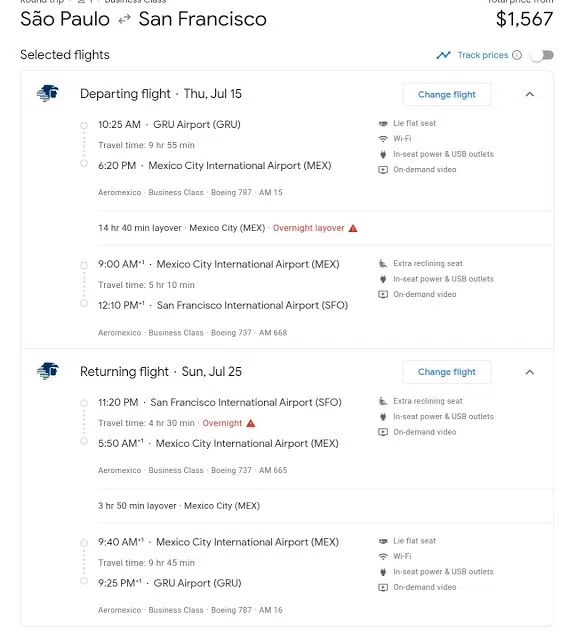 Round trip · 1 · Business Class
Total price from
São Paulo San Francisco
$1,567
Selected flights
Track prices
Departing flight · Thu, Jul 15
Change flight
10:25 AM · GRU Airport (GRU)
Travel time: 9 hr 55 min
6:20 PM · Mexico City International Airport (MEX)
Aeromexico · Business Class · Boeing 787 · AM 15
Lie flat seat
Wi-Fi
In-seat power & USB outlets
On-demand video
14 hr 40 min layover · Mexico City (MEX) · Overnight layover
9:00 AM+1 · Mexico City International Airport (MEX)
Travel time: 5 hr 10 min
12:10 PM+1 · San Francisco International Airport (SFO)
Aeromexico · Business Class · Boeing 737 · AM 668
Extra reclining seat
In-seat power & USB outlets
On-demand video
Returning flight · Sun, Jul 25
Change flight
11:20 PM · San Francisco International Airport (SFO)
Travel time: 4 hr 30 min · Overnight
5:50 AM+1 · Mexico City International Airport (MEX)
Aeromexico · Business Class · Boeing 737 · AM 665
Extra reclining seat
In-seat power & USB outlets
On-demand video
3 hr 50 min layover · Mexico City (MEX)
9:40 AM+1 · Mexico City International Airport (MEX)
Travel time: 9 hr 45 min
9:25 PM+1 · GRU Airport (GRU)
Aeromexico · Business Class · Boeing 787 · AM 16
Lie flat seat
Wi-Fi
In-seat power & USB outlets
On-demand video